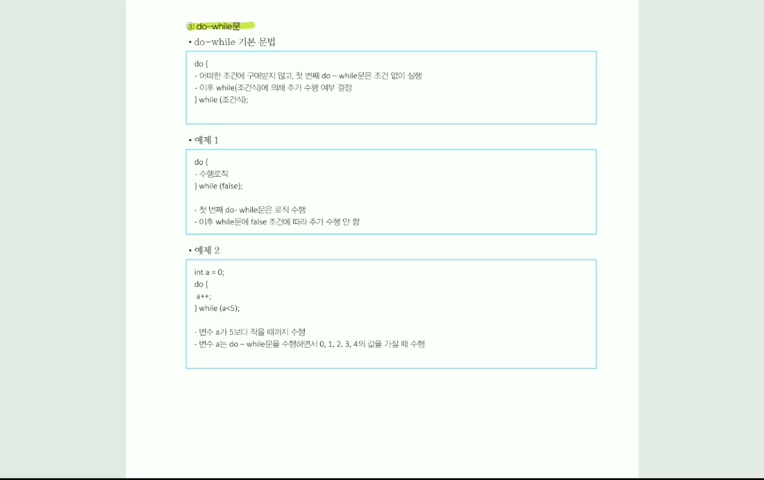 ④ do-while문
• do-while 기본 문법
do {
- 어떠한 조건에 구애받지 않고, 첫 번째 do – while문은 조건 없이 실행
- 이후 while(조건식)에 의해 추가 수행 여부 결정
} while (조건식);
• 예제 1
do {
- 수행로직
} while (false);
- 첫 번째 do- while문은 로직 수행
- 이후 while문에 false 조건에 따라 추가 수행 안 함
• 예제 2
int a = 0;
do {
a++;
} while (a<5);
- 변수 a가 5보다 작을 때까지 수행
- 변수 a는 do – while문을 수행하면서 0, 1, 2, 3, 4의 값을 가질 때 수행